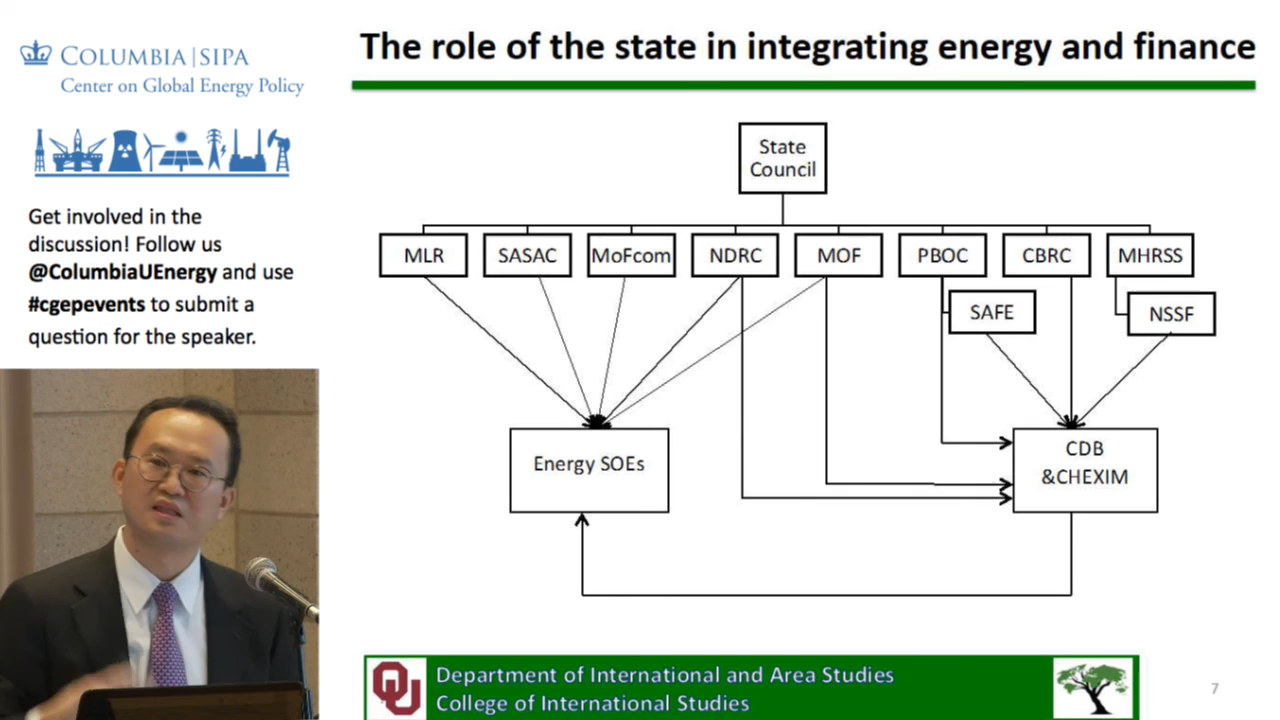 COLUMBIA | SIPA
Center on Global Energy Policy
Get involved in the
discussion! Follow us
@ColumbiaUEnergy and use
#cgepevents to submit a
question for the speaker.
The role of the state in integrating energy and finance
State
Council
MLR
SASAC
MoFcom
NDRC
MOF
PBOC
CBRC
MHRSS
SAFE
NSSF
Energy SOEs
CDB
&CHEXIM
OU
Department of International and Area Studies
College of International Studies
7